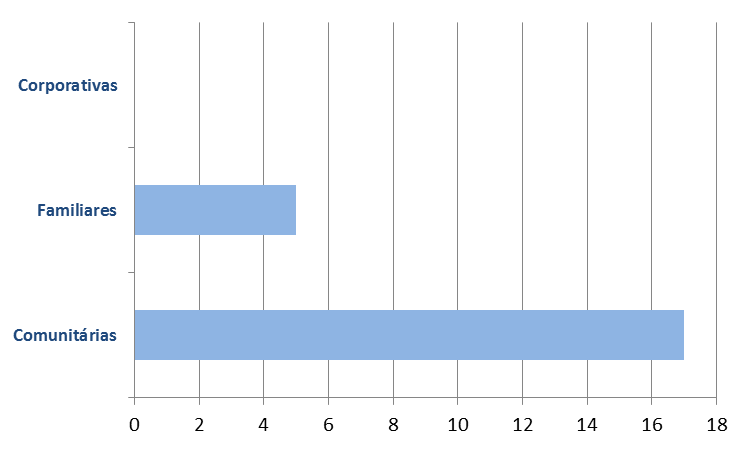 Corporativas
Familiares
Comunitárias
0 2 4 6 8 10 12 14 16 18